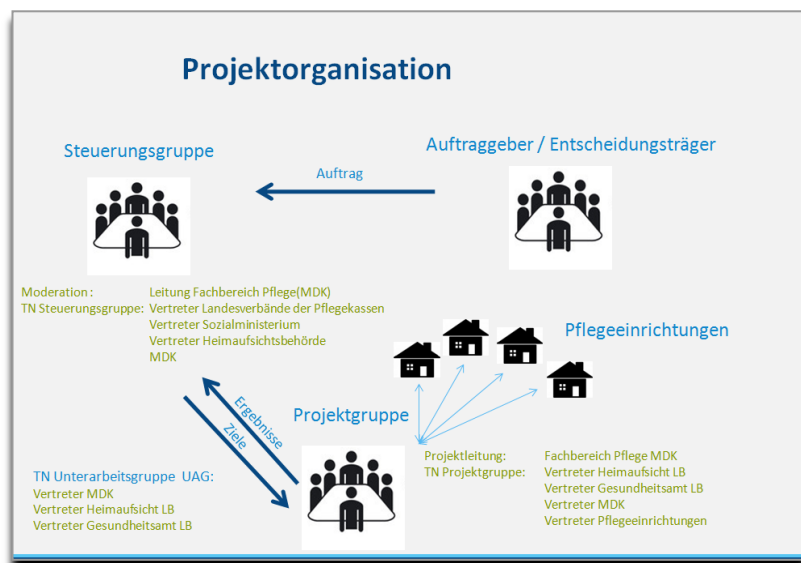 Projektorganisation
Steuerungsgruppe
Auftraggeber / Entscheidungsträger
Auftrag
Moderation : Leitung Fachbereich Pflege(MDK)
TN Steuerungsgruppe: Vertreter Landesverbände der Pflegekassen
Vertreter Sozialministerium
Vertreter Heimaufsichtsbehörde
MDK
Pflegeeinrichtungen
Ergebnisse
Ziele
Projektgruppe
Projektleitung: Fachbereich Pflege MDK
TN Projektgruppe: Vertreter Heimaufsicht LB
Vertreter Gesundheitsamt LB
Vertreter MDK
Vertreter Pflegeeinrichtungen
TN Unterarbeitsgruppe UAG:
Vertreter MDK
Vertreter Heimaufsicht LB
Vertreter Gesundheitsamt LB